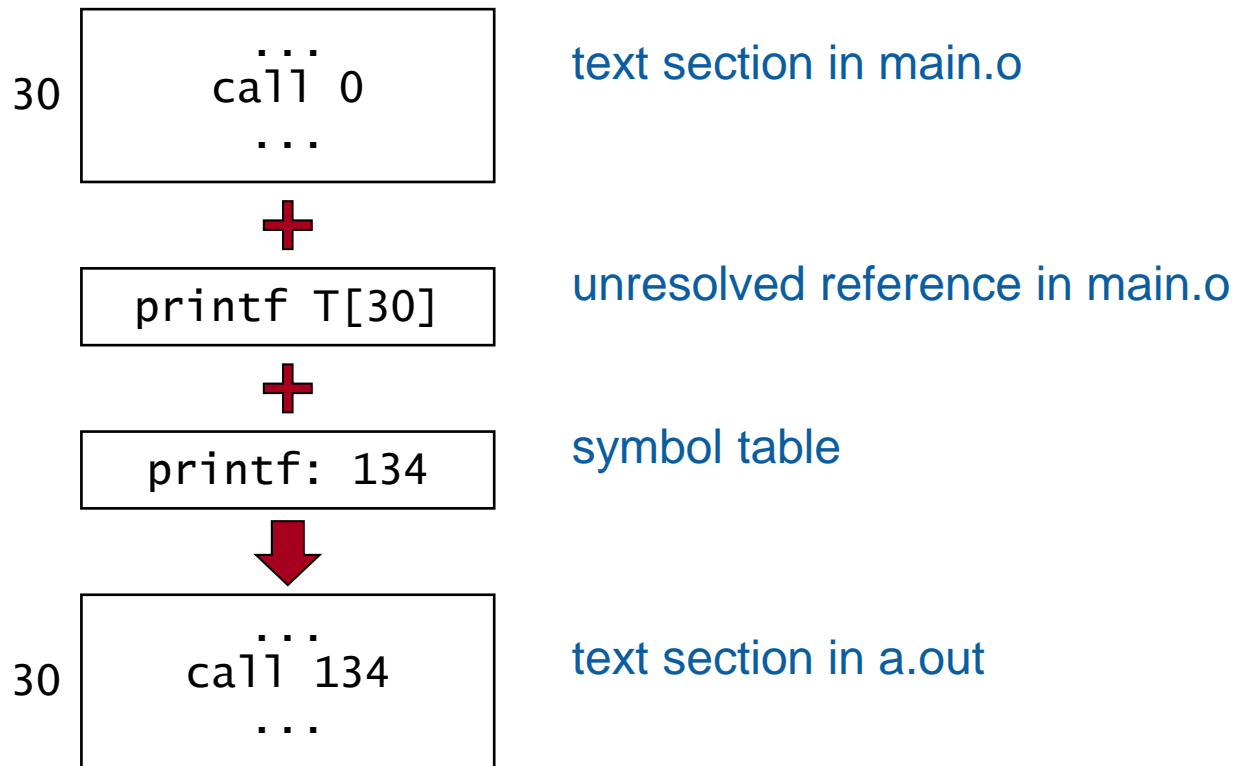 ...
30 call 0
...
text section in main.o
printf T[30]
unresolved reference in main.o
printf: 134
symbol table
...
30 call 134
...
text section in a.out